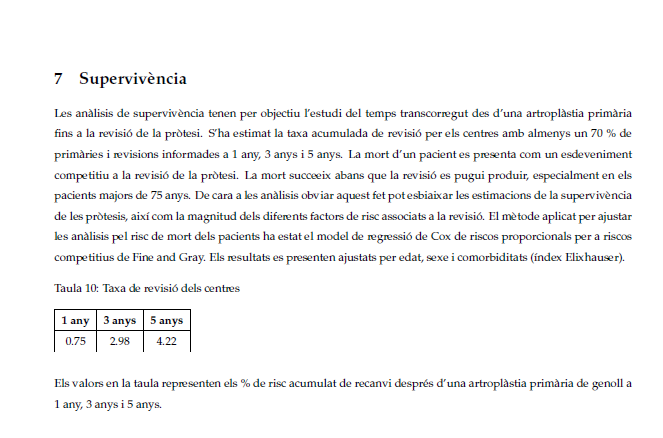 7 Supervivència
Les anàlisis de supervivència tenen per objectiu l'estudi del temps transcorregut des d'una artroplàstia primària
fins a la revisió de la pròtesi. S'ha estimat la taxa acumulada de revisió per els centres amb almenys un 70 % de
primàries i revisions informades a 1 any, 3 anys i 5 anys. La mort d'un pacient es presenta com un esdeveniment
competitiu a la revisió de la pròtesi. La mort succeeix abans que la revisió es pugui produir, especialment en els
pacients majors de 75 anys. De cara a les anàlisis obviar aquest fet pot esbiaixar les estimacions de la supervivència
de les pròtesis, així com la magnitud dels diferents factors de risc associats a la revisió. El mètode aplicat per ajustar
les anàlisis pel risc de mort dels pacients ha estat el model de regressió de Cox de riscos proporcionals per a riscos
competitius de Fine and Gray. Els resultats es presenten ajustats per edat, sexe i comorbiditats (índex Elixhauser).
Taula 10: Taxa de revisió dels centres
1 any 3 anys 5 anys
0.75 2.98 4.22
Els valors en la taula representen els % de risc acumulat de recanvi després d'una artroplàstia primària de genoll a
1 any, 3 anys i 5 anys.